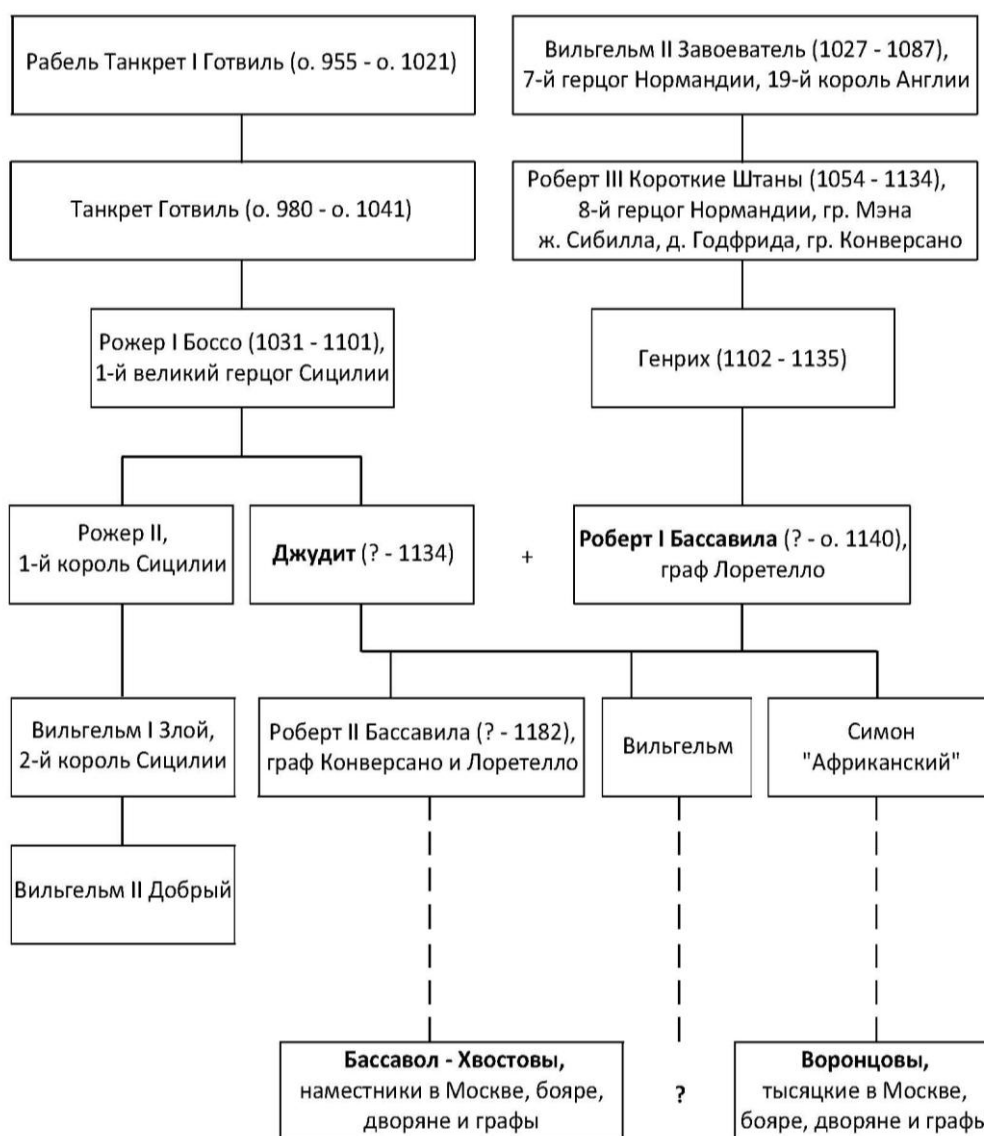 Рабель Танкрет I Готвиль (о. 955 - о. 1021)
Вильгельм II Завоеватель (1027 - 1087),
7-й герцог Нормандии, 19-й король Англии
Танкрет Готвиль (о. 980 - о. 1041)
Роберт III Короткие Штаны (1054 - 1134),
8-й герцог Нормандии, гр. Мэна
ж. Сибилла, д. Годфрида, гр. Конверсано
Рожер I Боссо (1031 - 1101),
1-й великий герцог Сицилии
Генрих (1102 - 1135)
Рожер II,
1-й король Сицилии
Джудит (? - 1134)
+
Роберт I Бассавила (? - о. 1140),
граф Лоретелло
Вильгельм I Злой,
2-й король Сицилии
Роберт II Бассавила (? - 1182),
граф Конверсано и Лоретелло
Вильгельм
Симон
"Африканский"
Вильгельм II Добрый
Бассавол - Хвостовы,
наместники в Москве, бояре,
дворяне и графы
?
Воронцовы,
тысяцкие в Москве,
бояре, дворяне и графы